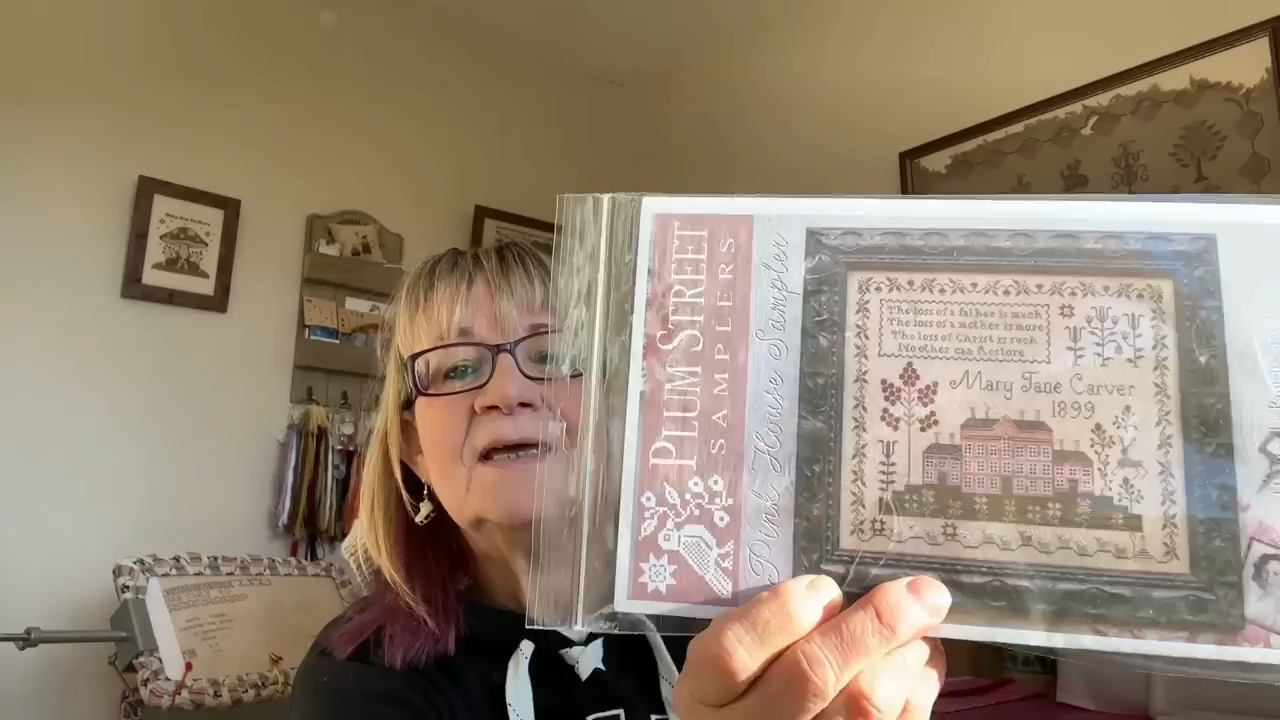 PLUM STREET
SAMPLERS
Pink House Sampler
The loss of a father is much
The loss of a mother is more
The loss of Christ is such
No other can Restore
Mary Jane Carver
1899